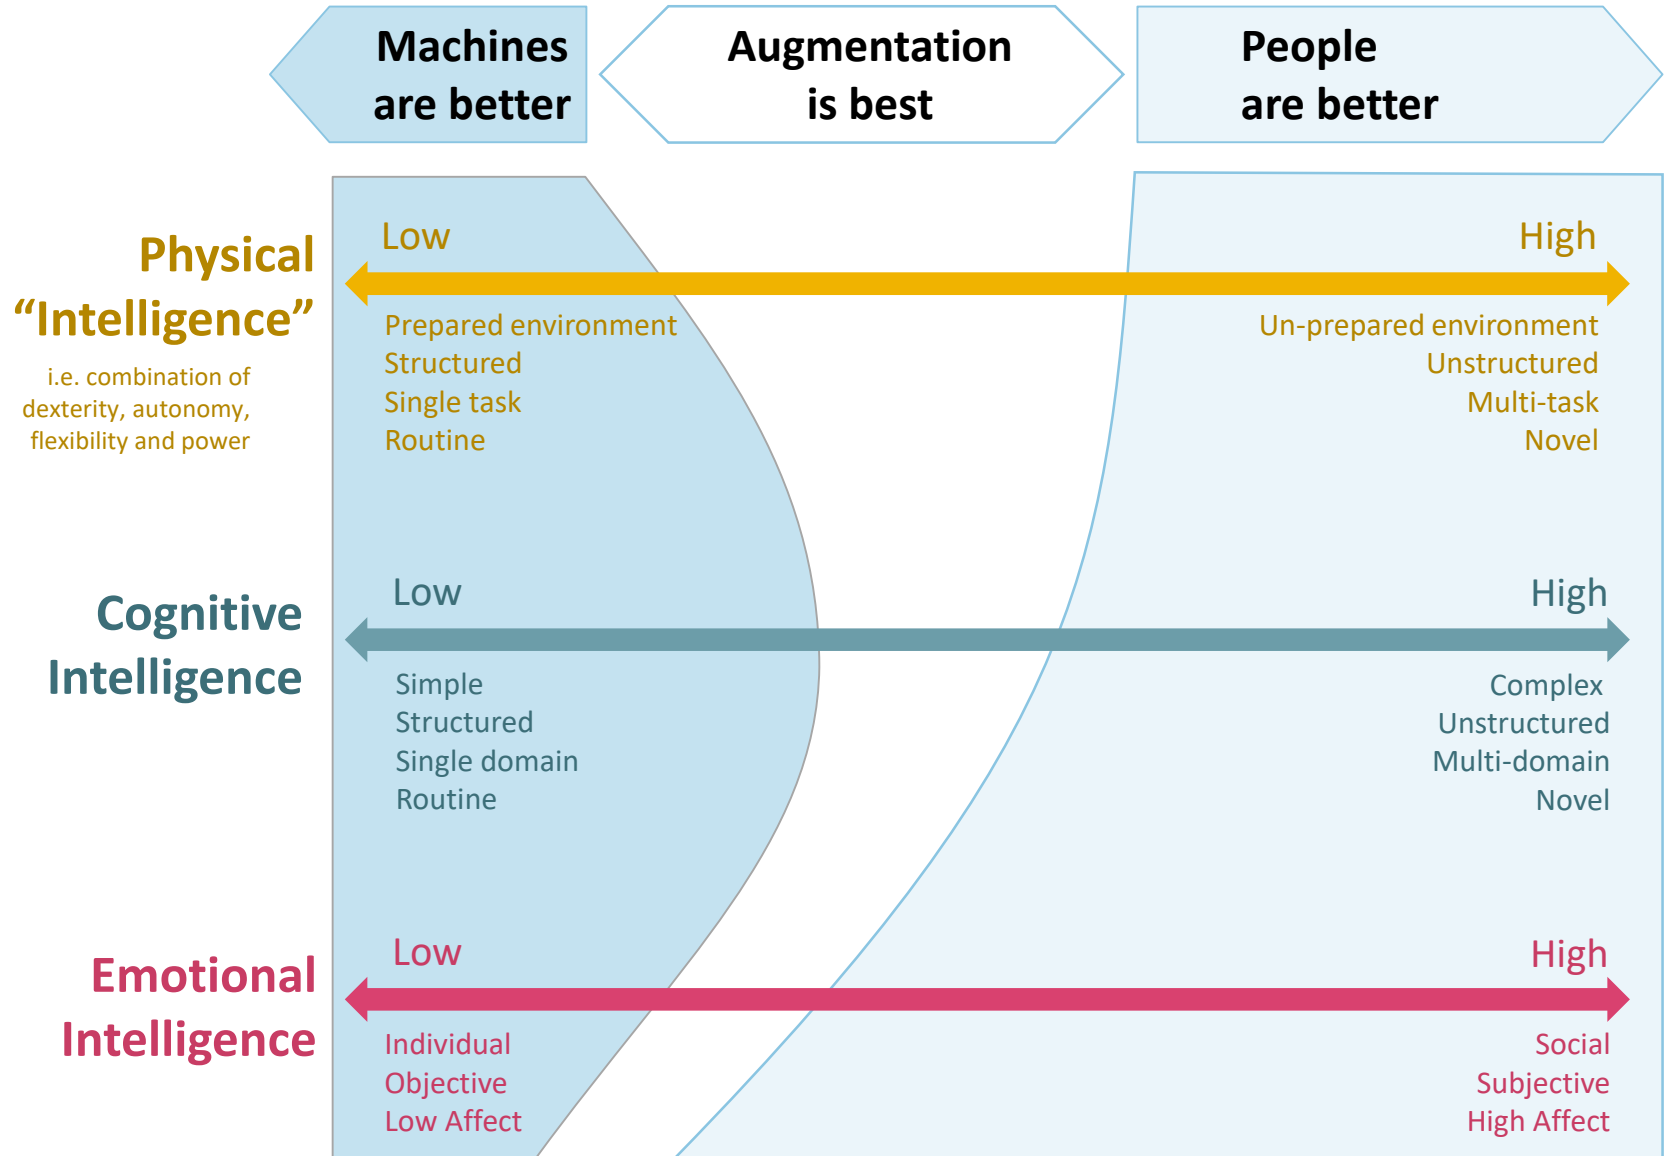 Machines
are better
Augmentation
is best
People
are better
Physical
“Intelligence”
i.e. combination of
dexterity, autonomy,
flexibility and power
Low
High
Prepared environment
Structured
Single task
Routine
Un-prepared environment
Unstructured
Multi-task
Novel
Cognitive
Intelligence
Low
High
Simple
Structured
Single domain
Routine
Complex
Unstructured
Multi-domain
Novel
Emotional
Intelligence
Low
High
Individual
Objective
Low Affect
Social
Subjective
High Affect